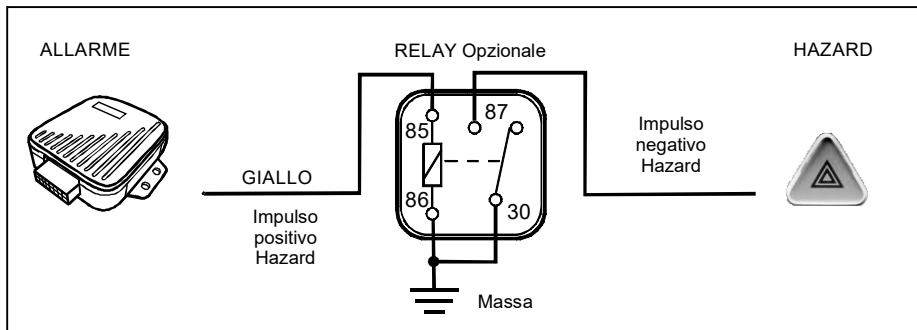 ALLARME
RELAY Opzionale
HAZARD
85
87
86
30
GIALLO
Impulso
positivo
Hazard
Impulso
negativo
Hazard
Massa